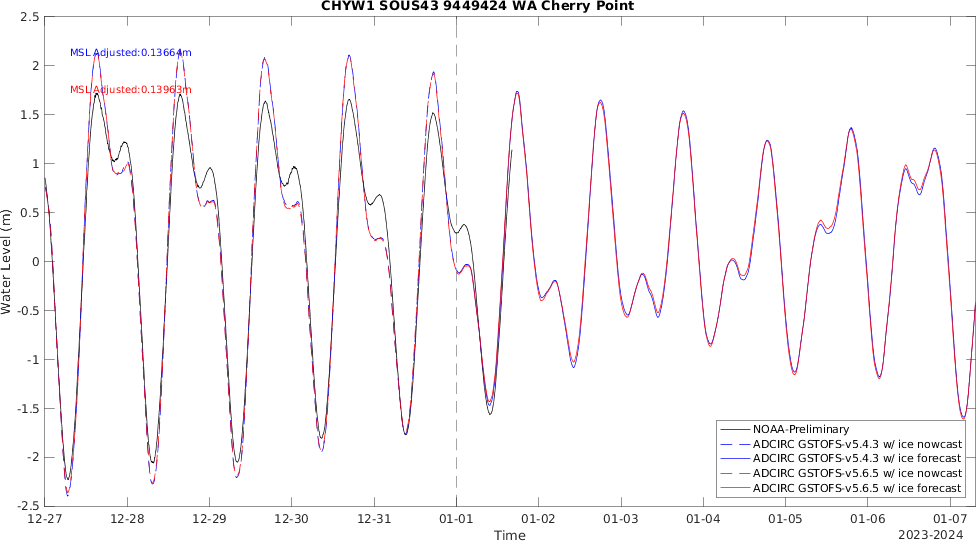 CHYW1 SOUS43 9449424 WA Cherry Point
2.5
2
1.5
1
0.5
0
-0.5
-1
-1.5
-2
-2.5
Water Level (m)
MSL Adjusted:0.13664m
MSL Adjusted:0.13963m
NOAA-Preliminary
ADCIRC GSTOFS-v5.4.3 w/ ice nowcast
ADCIRC GSTOFS-v5.4.3 w/ ice forecast
ADCIRC GSTOFS-v5.6.5 w/ ice nowcast
ADCIRC GSTOFS-v5.6.5 w/ ice forecast
12-27 12-28 12-29 12-30 12-31 01-01 01-02 01-03 01-04 01-05 01-06 01-07
Time
2023-2024